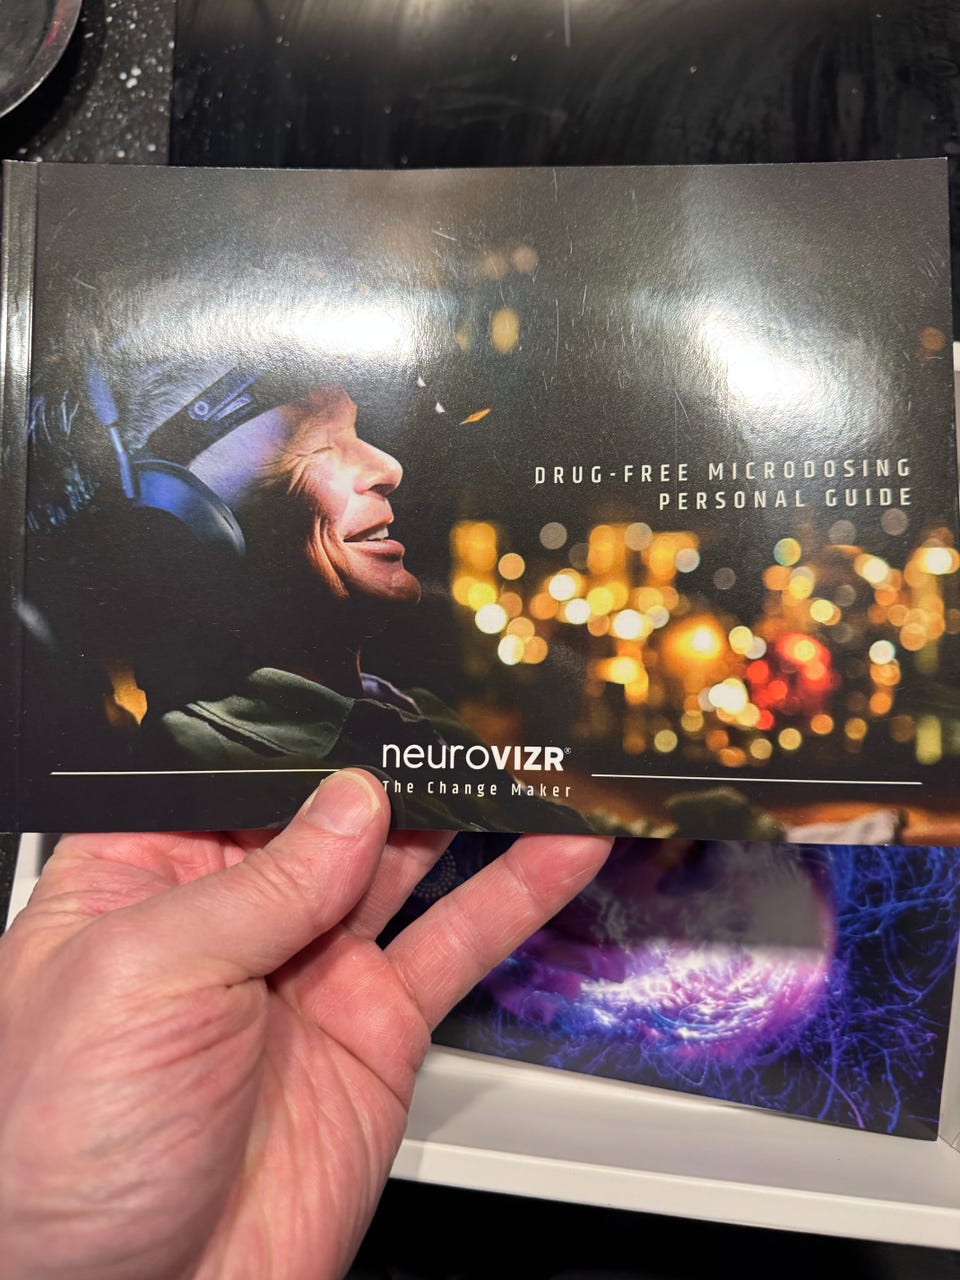 DRUG-FREE MICRODOSING
PERSONAL GUIDE
neuroVIZR®
The Change Maker